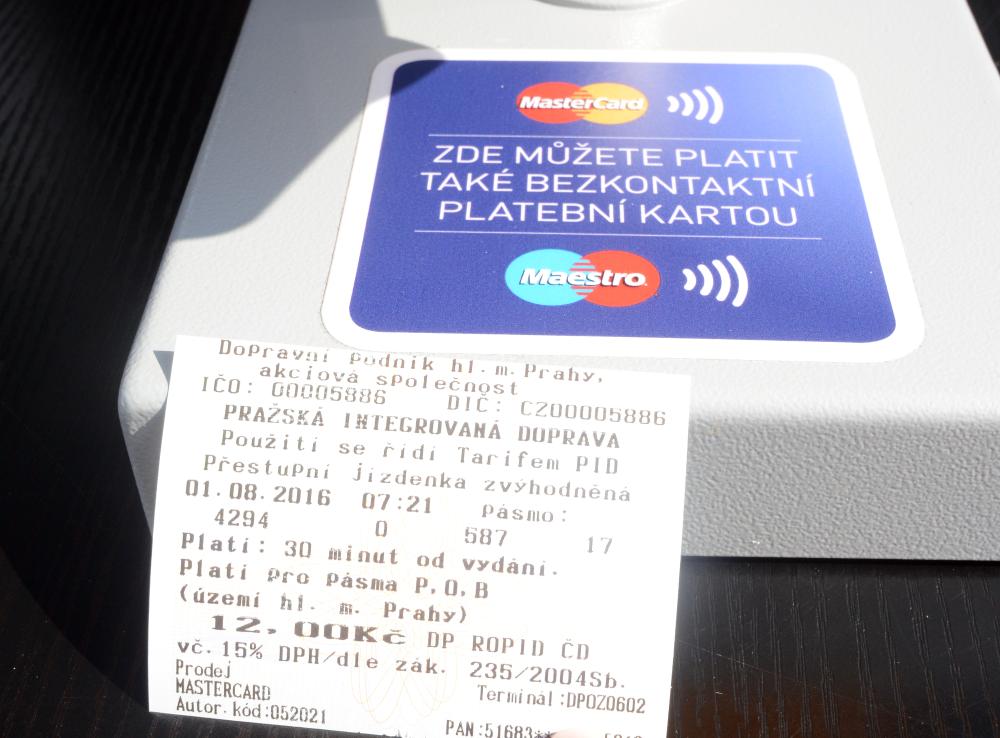 MasterCard
ZDE MŮŽETE PLATIT
TAKÉ BEZKONTAKTNÍ
PLATEBNÍ KARTOU
Maestro
Dopravní podnik hl. m. Prahy,
akciová společnost
IČO: 00005886 DIČ: CZ00005886
PRAŽSKÁ INTEGROVANÁ DOPRAVA
Použití se řídí Tarifem PID
Přestupní jízdenka zvýhodněná
01.08.2016 07:21 pásmo:
4294 0 587 17
Platí: 30 minut od vydání.
Platí pro pásma P,O,B
(území hl. m. Prahy)
12,00Kč DP ROPID ČD
vč. 15% DPH/dle zák. 235/2004Sb.
Prodej
MASTERCARD Terminál:DPOZ0602
Autor. kód:052021
PAN:51683**